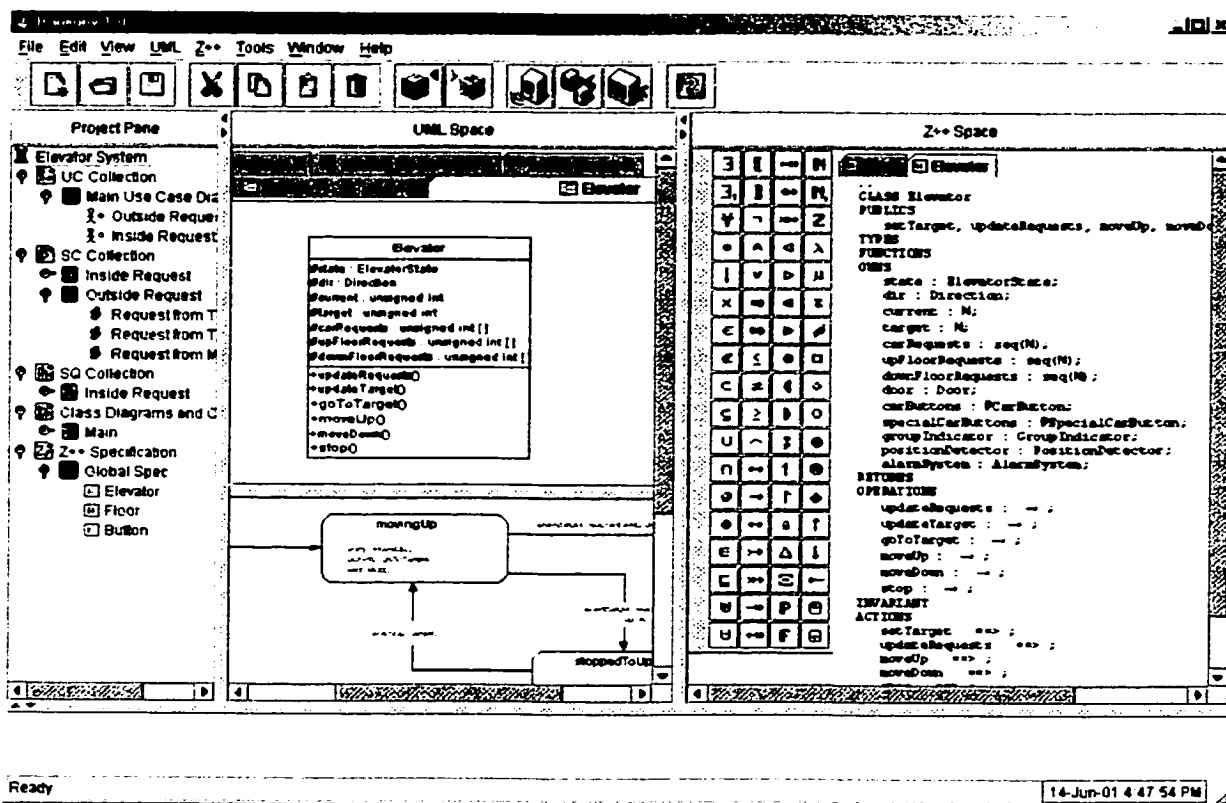 File Edit View UML Z++ Tools Window Help
Project Pane
Elevator System
UC Collection
Main Use Case Dia
Outside Reque
Inside Request
SC Collection
Inside Request
Outside Request
Request from T
Request from T
Request from M
SQ Collection
Inside Request
Class Diagrams and C
Main
Z++ Specification
Global Spec
Elevator
Floor
Button
UML Space
Elevator
Elevator
#state : ElevatorState
#dir : Direction
#current : unsigned int
#target : unsigned int
#carRequests : unsigned int []
#upFloorRequests : unsigned int []
#downFloorRequests : unsigned int [
+updateRequests()
+updateTarget()
+goToTarget()
+moveUp()
+moveDown()
+stop()
movingUp
stoppedToUp
Z++ Space
Elevator
CLASS Elevator
PUBLICS
setTarget, updateRequests, moveUp, moveDo
TYPES
FUNCTIONS
OWNS
state : ElevatorState;
dir : Direction;
current : N;
target : N;
carRequests : seq(N);
upFloorRequests : seq(N);
downFloorRequests : seq(N);
door : Door;
carButtons : PCarButton;
specialCarButtons : PSpecialCarButton;
groupIndicator : GroupIndicator;
positionDetector : PositionDetector;
alarmSystem : AlarmSystem;
RETURNS
OPERATIONS
updateRequests : → ;
updateTarget : → ;
goToTarget : → ;
moveUp : → ;
moveDown : → ;
stop : → ;
INVARIANT
ACTIONS
setTarget ==> ;
updateRequests ==> ;
moveUp ==> ;
moveDown ==> ;
Ready
14-Jun-01 4:47:54 PM